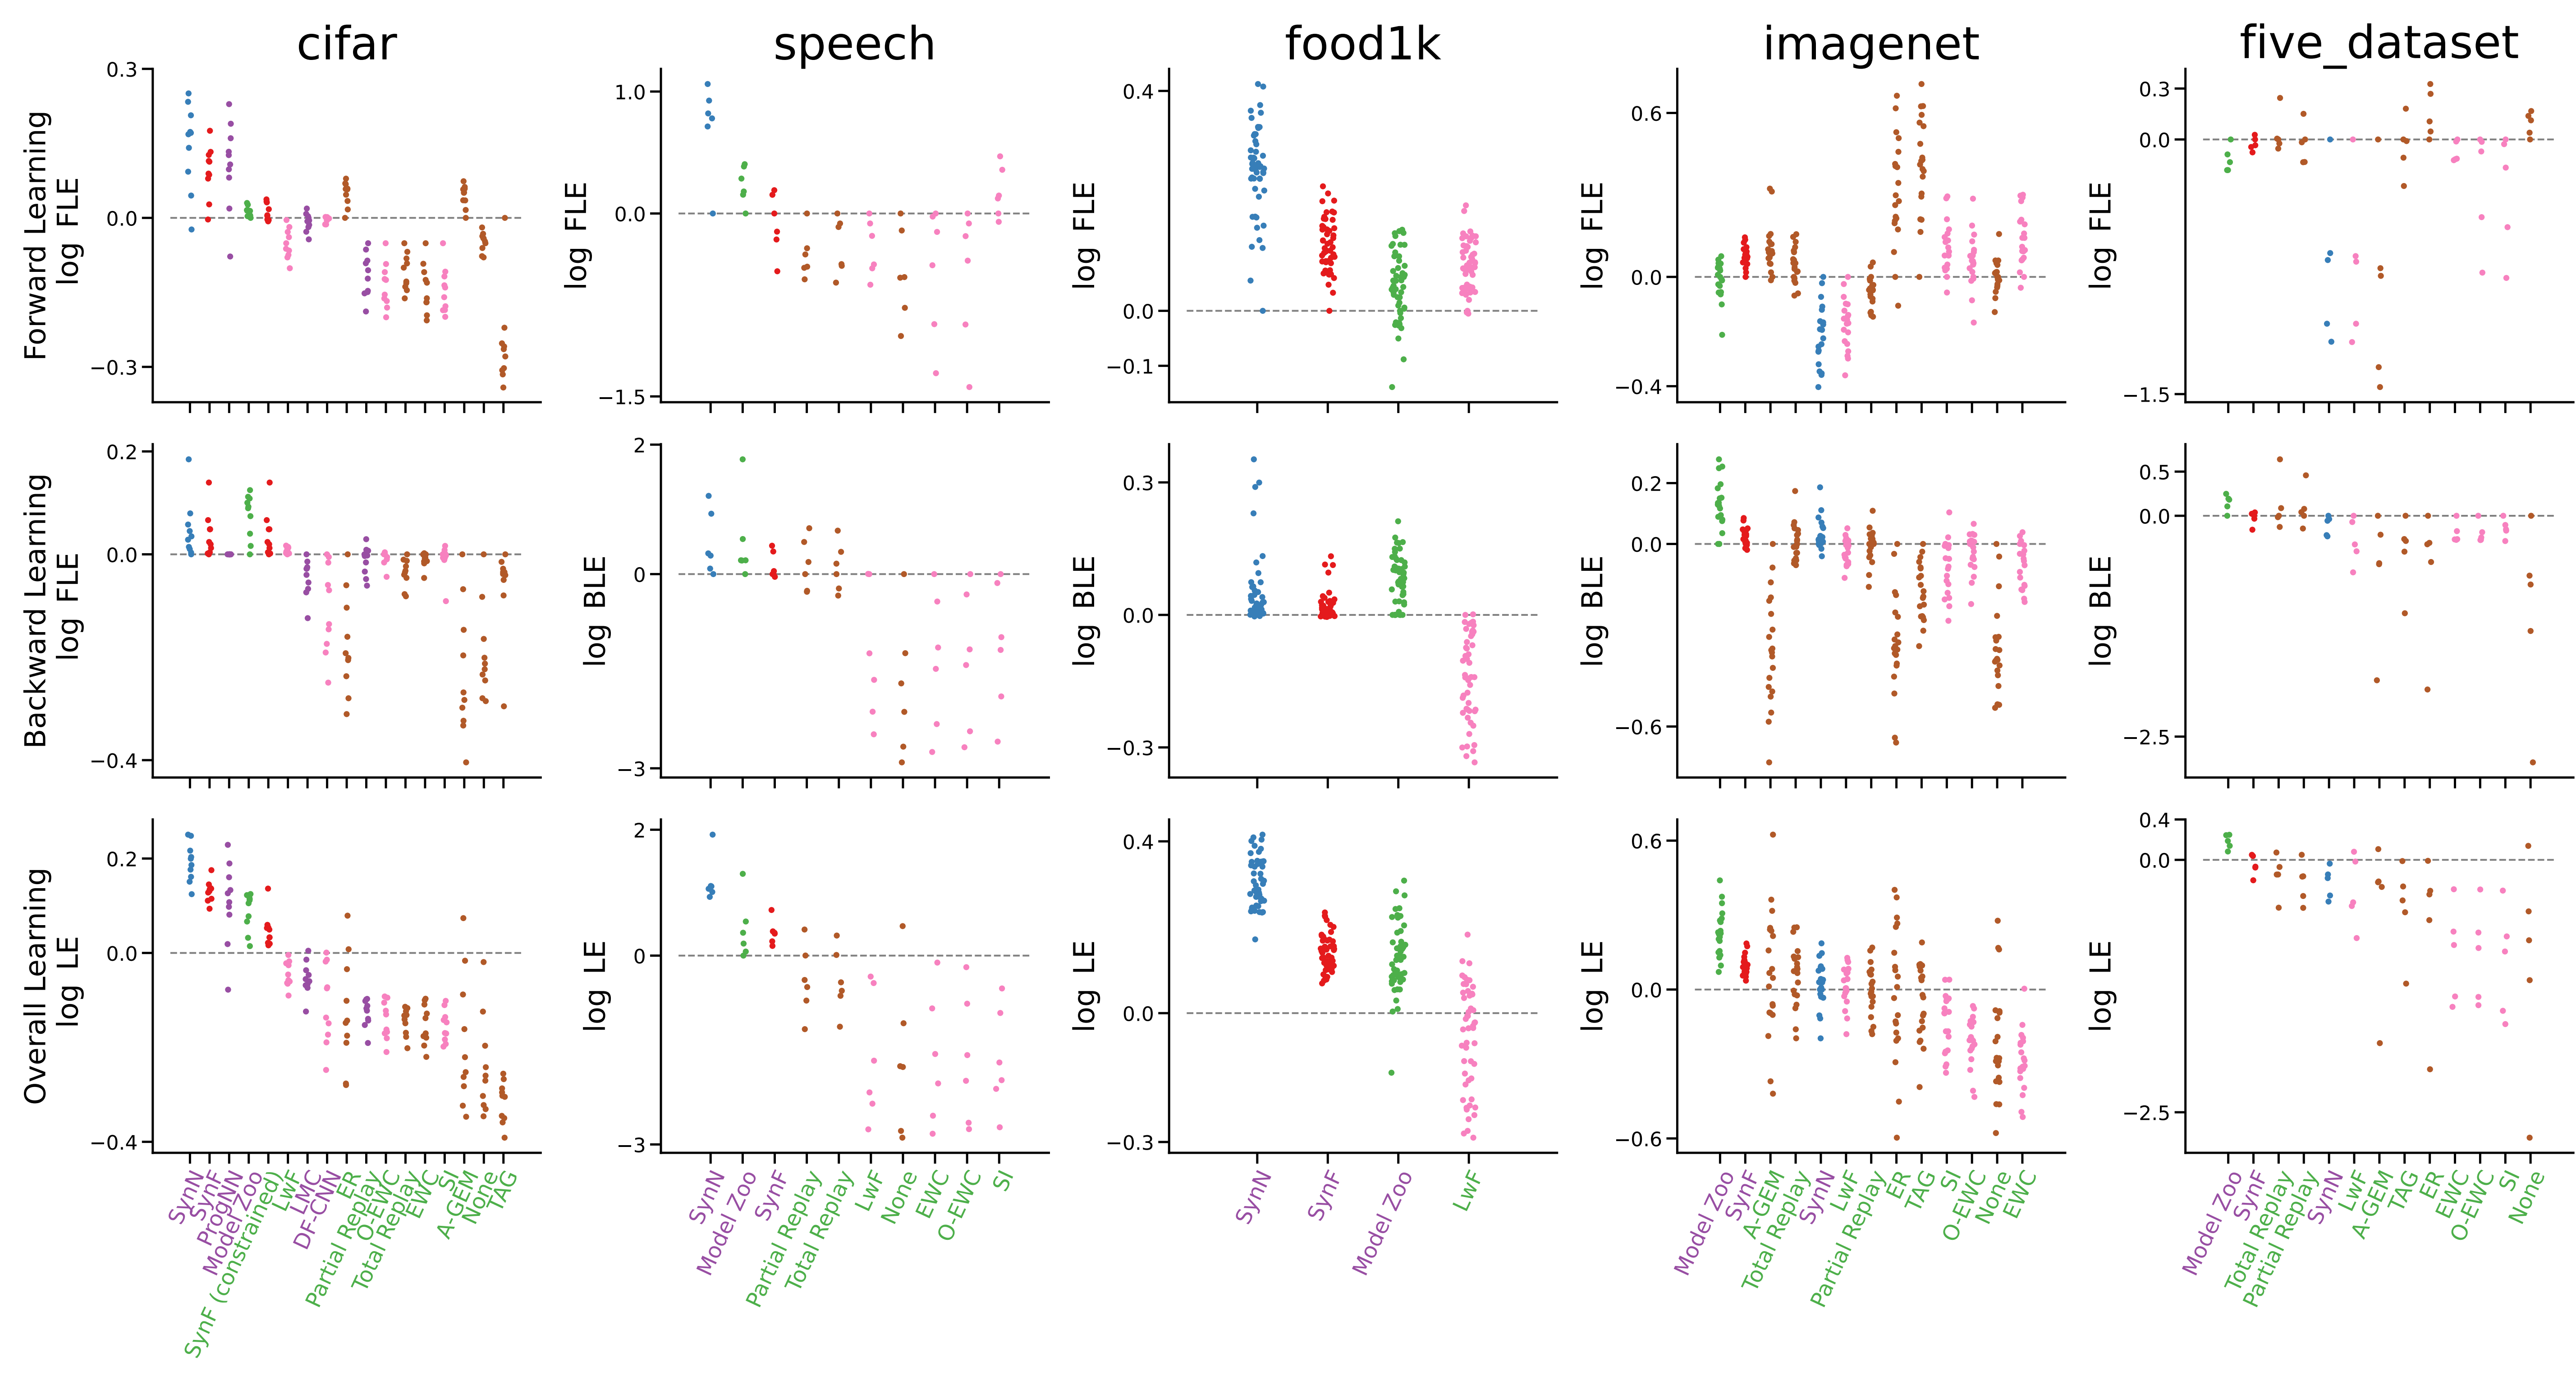 cifar
speech
food1k
imagenet
five_dataset
Forward Learning
log FLE
0.3
0.0
−0.3
log FLE
1.0
0.0
−1.5
log FLE
0.4
0.0
−0.1
log FLE
0.6
0.0
−0.4
log FLE
0.3
0.0
−1.5
Backward Learning
log FLE
0.2
0.0
−0.4
log BLE
2
0
−3
log BLE
0.3
0.0
−0.3
log BLE
0.2
0.0
−0.6
log BLE
0.5
0.0
−2.5
Overall Learning
log LE
0.2
0.0
−0.4
log LE
2
0
−3
log LE
0.4
0.0
−0.3
log LE
0.6
0.0
−0.6
log LE
0.4
0.0
−2.5
SynN
SynF
ProgNN
Model Zoo
SynF (constrained)
LwF
LMC
DF-CNN
ER
Partial Replay
O-EWC
Total Replay
EWC
SI
A-GEM
None
TAG
SynN
Model Zoo
SynF
Partial Replay
Total Replay
LwF
None
EWC
O-EWC
SI
SynN
SynF
Model Zoo
LwF
Model Zoo
SynF
A-GEM
Total Replay
SynN
LwF
Partial Replay
ER
TAG
SI
O-EWC
None
EWC
Model Zoo
SynF
Total Replay
Partial Replay
SynN
LwF
A-GEM
TAG
ER
EWC
O-EWC
SI
None